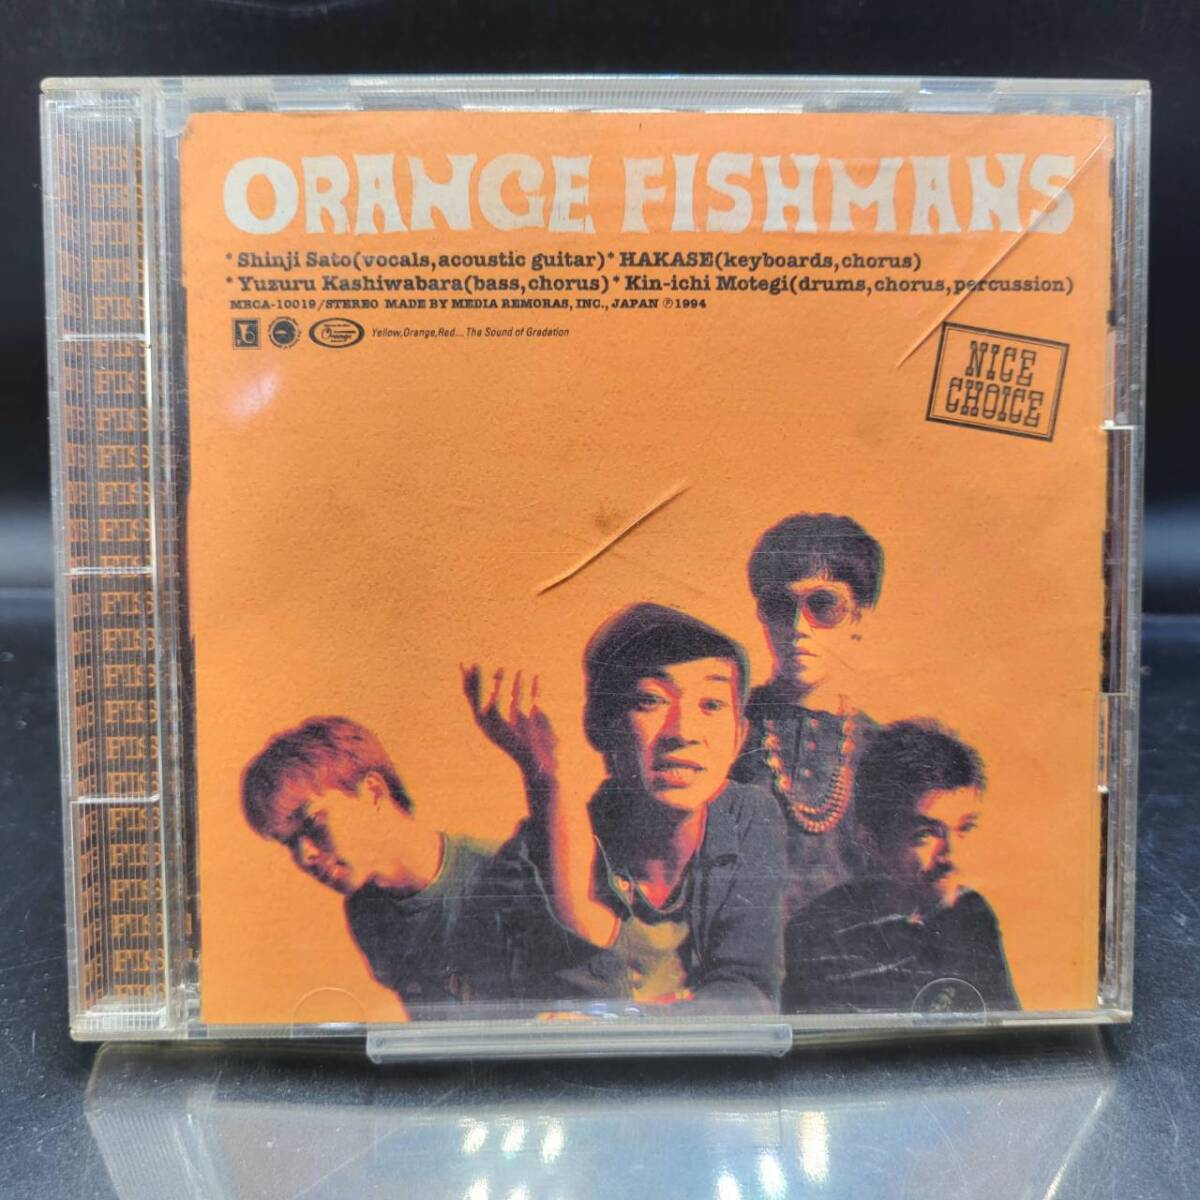 ORANGE FISHMANS
* Shinji Sato(vocals,acoustic guitar) * HAKASE(keyboards,chorus)
* Yuzuru Kashiwabara(bass,chorus) * Kin-ichi Motegi(drums,chorus,percussion)
MRCA-10019/STEREO MADE BY MEDIA REMORAS, INC., JAPAN Ⓟ1994
Orange
Yellow,Orange,Red.... The Sound of Gradation
NICE
CHOICE